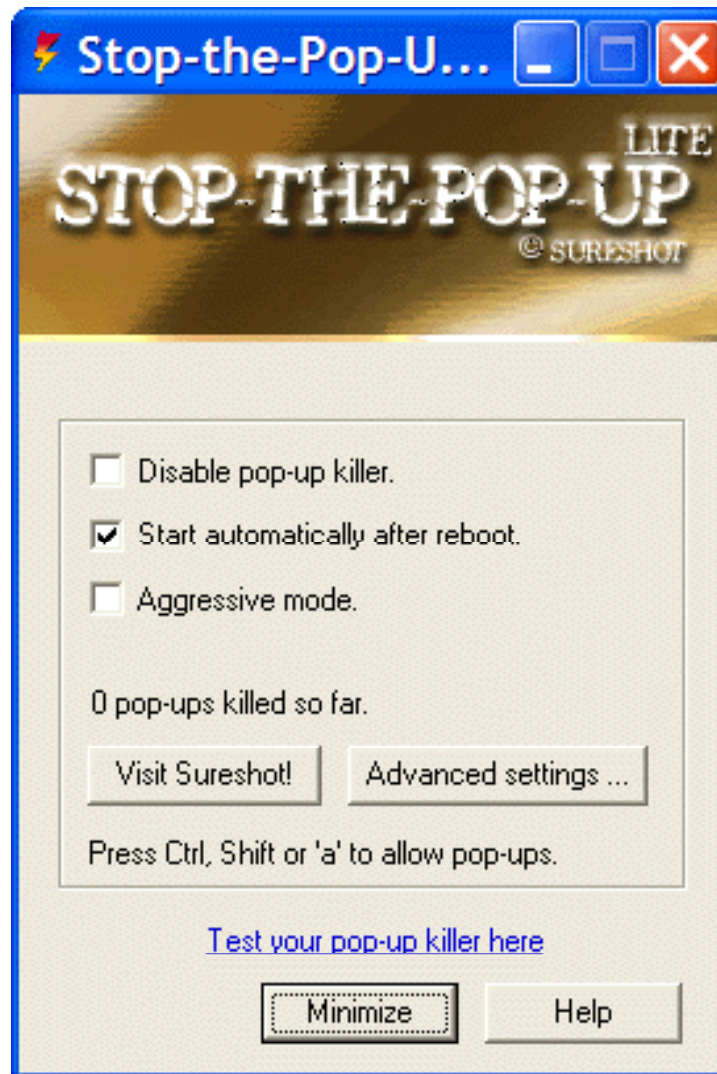 Stop-the-Pop-U...
LITE
STOP-THE-POP-UP
© SURESHOT
Disable pop-up killer.
Start automatically after reboot.
Aggressive mode.
0 pop-ups killed so far.
Visit Sureshot! Advanced settings ...
Press Ctrl, Shift or 'a' to allow pop-ups.
Test your pop-up killer here
Minimize Help